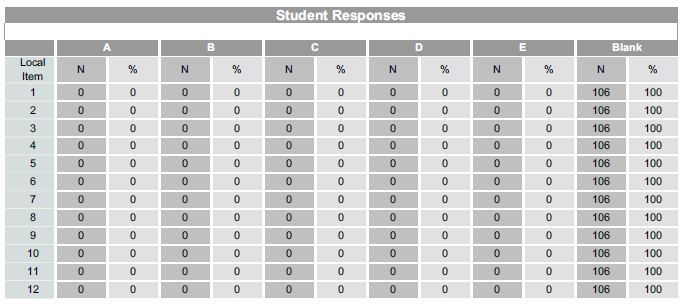 Student Responses
A B C D E Blank
Local Item N % N % N % N % N % N %
1 0 0 0 0 0 0 0 0 0 0 106 100
2 0 0 0 0 0 0 0 0 0 0 106 100
3 0 0 0 0 0 0 0 0 0 0 106 100
4 0 0 0 0 0 0 0 0 0 0 106 100
5 0 0 0 0 0 0 0 0 0 0 106 100
6 0 0 0 0 0 0 0 0 0 0 106 100
7 0 0 0 0 0 0 0 0 0 0 106 100
8 0 0 0 0 0 0 0 0 0 0 106 100
9 0 0 0 0 0 0 0 0 0 0 106 100
10 0 0 0 0 0 0 0 0 0 0 106 100
11 0 0 0 0 0 0 0 0 0 0 106 100
12 0 0 0 0 0 0 0 0 0 0 106 100